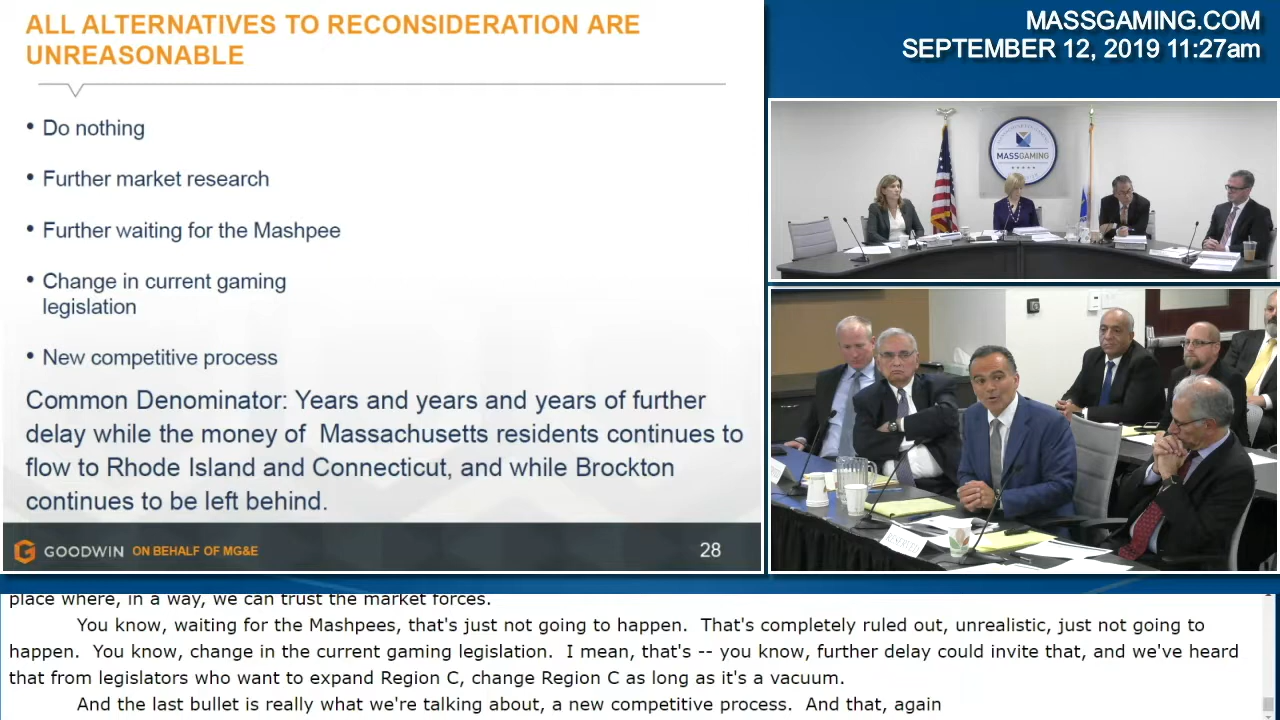 ALL ALTERNATIVES TO RECONSIDERATION ARE
UNREASONABLE
• Do nothing
• Further market research
• Further waiting for the Mashpee
• Change in current gaming
legislation
• New competitive process
Common Denominator: Years and years and years of further
delay while the money of Massachusetts residents continues to
flow to Rhode Island and Connecticut, and while Brockton
continues to be left behind.
GOODWIN ON BEHALF OF MG&E
28
MASSGAMING.COM
SEPTEMBER 12, 2019 11:27am
MASSGAMING
RESERVED
place where, in a way, we can trust the market forces.
You know, waiting for the Mashpees, that's just not going to happen. That's completely ruled out, unrealistic, just not going to
happen. You know, change in the current gaming legislation. I mean, that's -- you know, further delay could invite that, and we've heard
that from legislators who want to expand Region C, change Region C as long as it's a vacuum.
And the last bullet is really what we're talking about, a new competitive process. And that, again